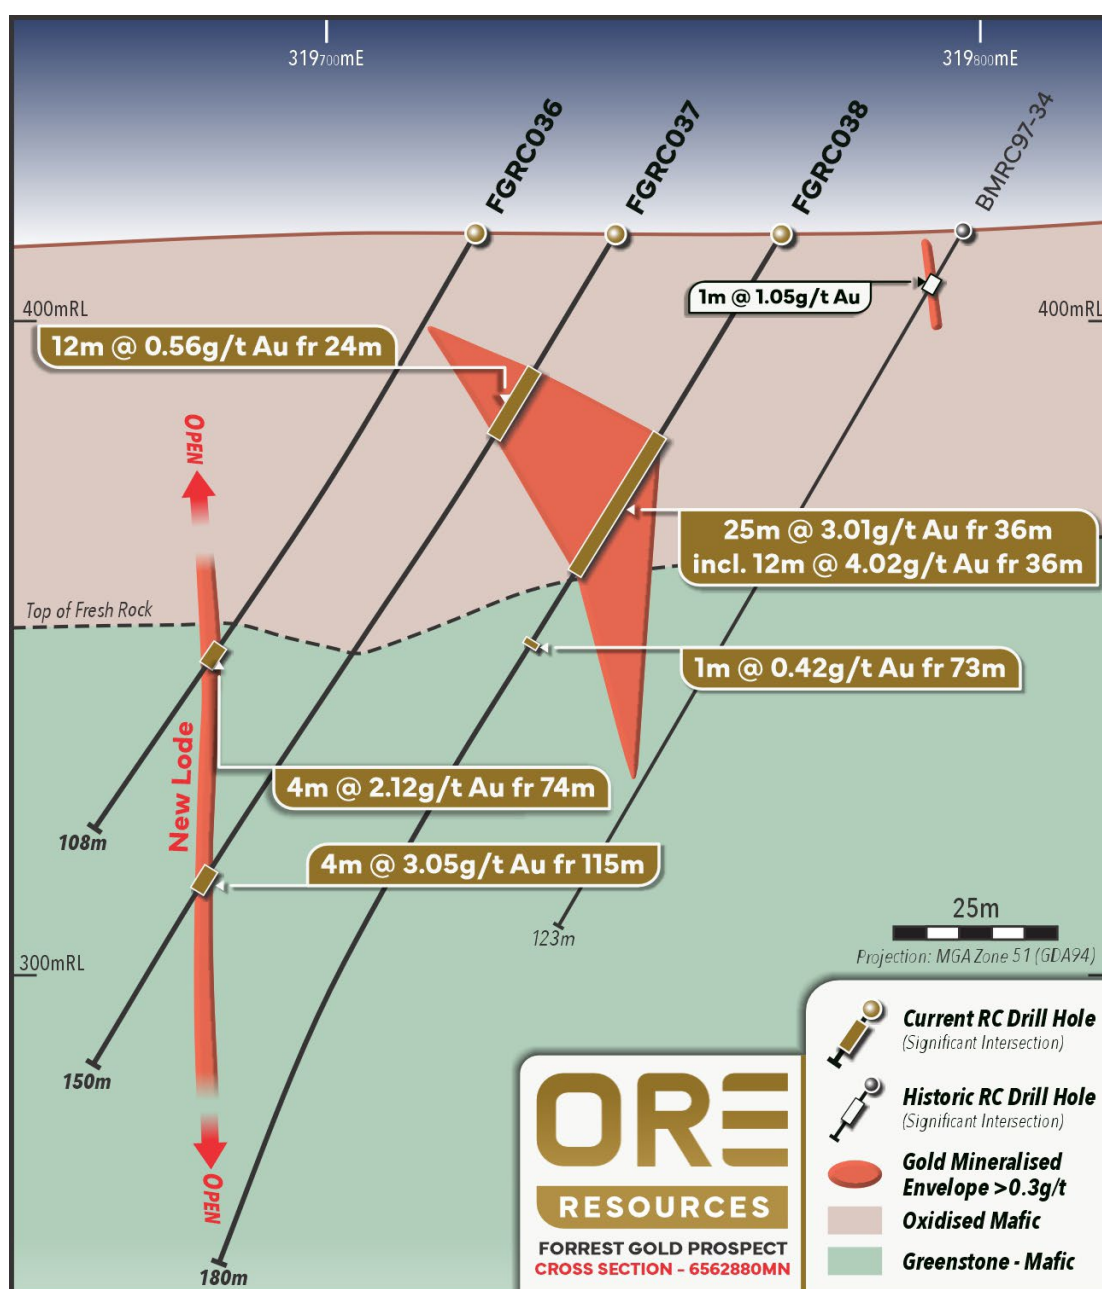 319700mE
319800mE
FGRC036
FGRC037
FGRC038
BMRC97-34
1m @ 1.05g/t Au
400mRL
400mRL
12m @ 0.56g/t Au fr 24m
OPEN
25m @ 3.01g/t Au fr 36m
incl. 12m @ 4.02g/t Au fr 36m
Top of Fresh Rock
1m @ 0.42g/t Au fr 73m
New Lode
4m @ 2.12g/t Au fr 74m
108m
4m @ 3.05g/t Au fr 115m
123m
25m
Projection: MGA Zone 51 (GDA94)
300mRL
150m
OPEN
180m
ORE
RESOURCES
FORREST GOLD PROSPECT
CROSS SECTION - 6562880MN
Current RC Drill Hole
(Significant Intersection)
Historic RC Drill Hole
(Significant Intersection)
Gold Mineralised
Envelope >0.3g/t
Oxidised Mafic
Greenstone - Mafic